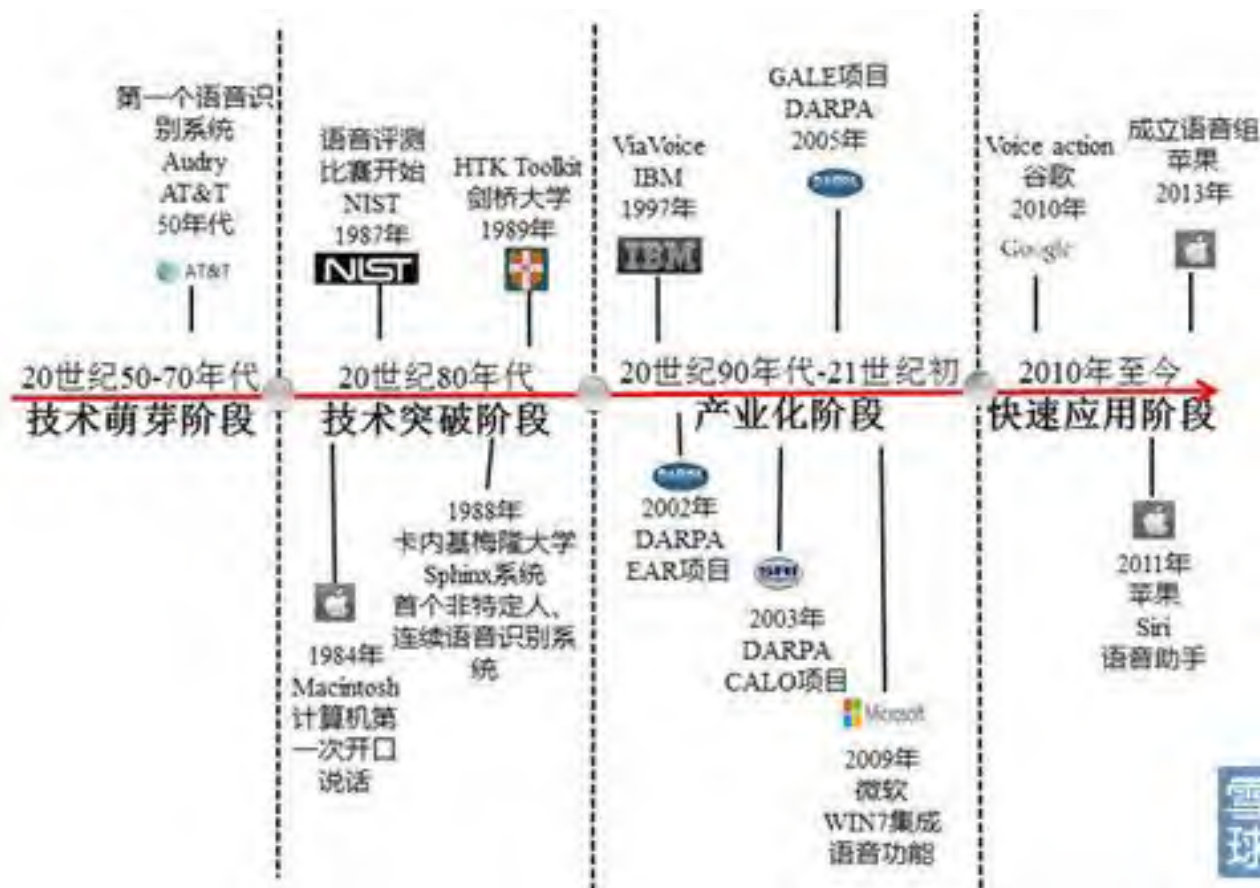 第一个语音识
别系统
Audry
AT&T
50年代
AT&T
语音评测
比赛开始
NIST
1987年
NIST
HTK Toolkit
剑桥大学
1989年
ViaVoice
IBM
1997年
IBM
GALE项目
DARPA
2005年
DARPA
Voice action
谷歌
2010年
Google
成立语音组
苹果
2013年
20世纪50-70年代
技术萌芽阶段
20世纪80年代
技术突破阶段
20世纪90年代-21世纪初
产业化阶段
2010年至今
快速应用阶段
1984年
Macintosh
计算机第
一次开口
说话
1988年
卡内基梅隆大学
Sphinx系统
首个非特定人、
连续语音识别系
统
DARPA
2002年
DARPA
EAR项目
SRI
2003年
DARPA
CALO项目
Microsoft
2009年
微软
WIN7集成
语音功能
2011年
苹果
Siri
语音助手
雪
球